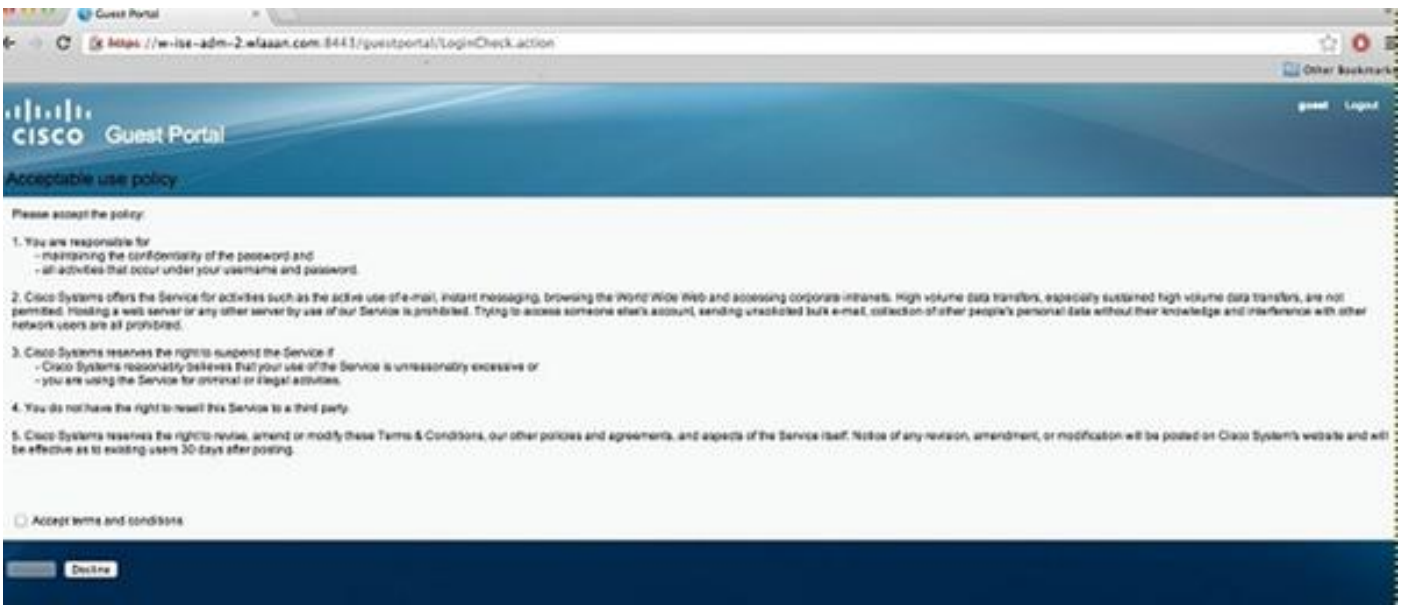 Guest Portal
https://w-ise-adm-2.wlaaan.com:8443/guestportal/LoginCheck.action
Other Bookmarks
guest Logout
CISCO Guest Portal
Acceptable use policy
Please accept the policy:
1. You are responsible for
- maintaining the confidentiality of the password and
- all activities that occur under your username and password.
2. Cisco Systems offers the Service for activities such as the active use of e-mail, instant messaging, browsing the World Wide Web and accessing corporate intranets. High volume data transfers, especially sustained high volume data transfers, are not
permitted. Hosting a web server or any other server by use of our Service is prohibited. Trying to access someone else's account, sending unsolicited bulk e-mail, collection of other people's personal data without their knowledge and interference with other
network users are all prohibited.
3. Cisco Systems reserves the right to suspend the Service if
- Cisco Systems reasonably believes that your use of the Service is unreasonably excessive or
- you are using the Service for criminal or illegal activities.
4. You do not have the right to resell this Service to a third party.
5. Cisco Systems reserves the right to revise, amend or modify these Terms & Conditions, our other policies and agreements, and aspects of the Service itself. Notice of any revision, amendment, or modification will be posted on Cisco System's website and will
be effective as to existing users 30 days after posting.
Accept terms and conditions
Decline